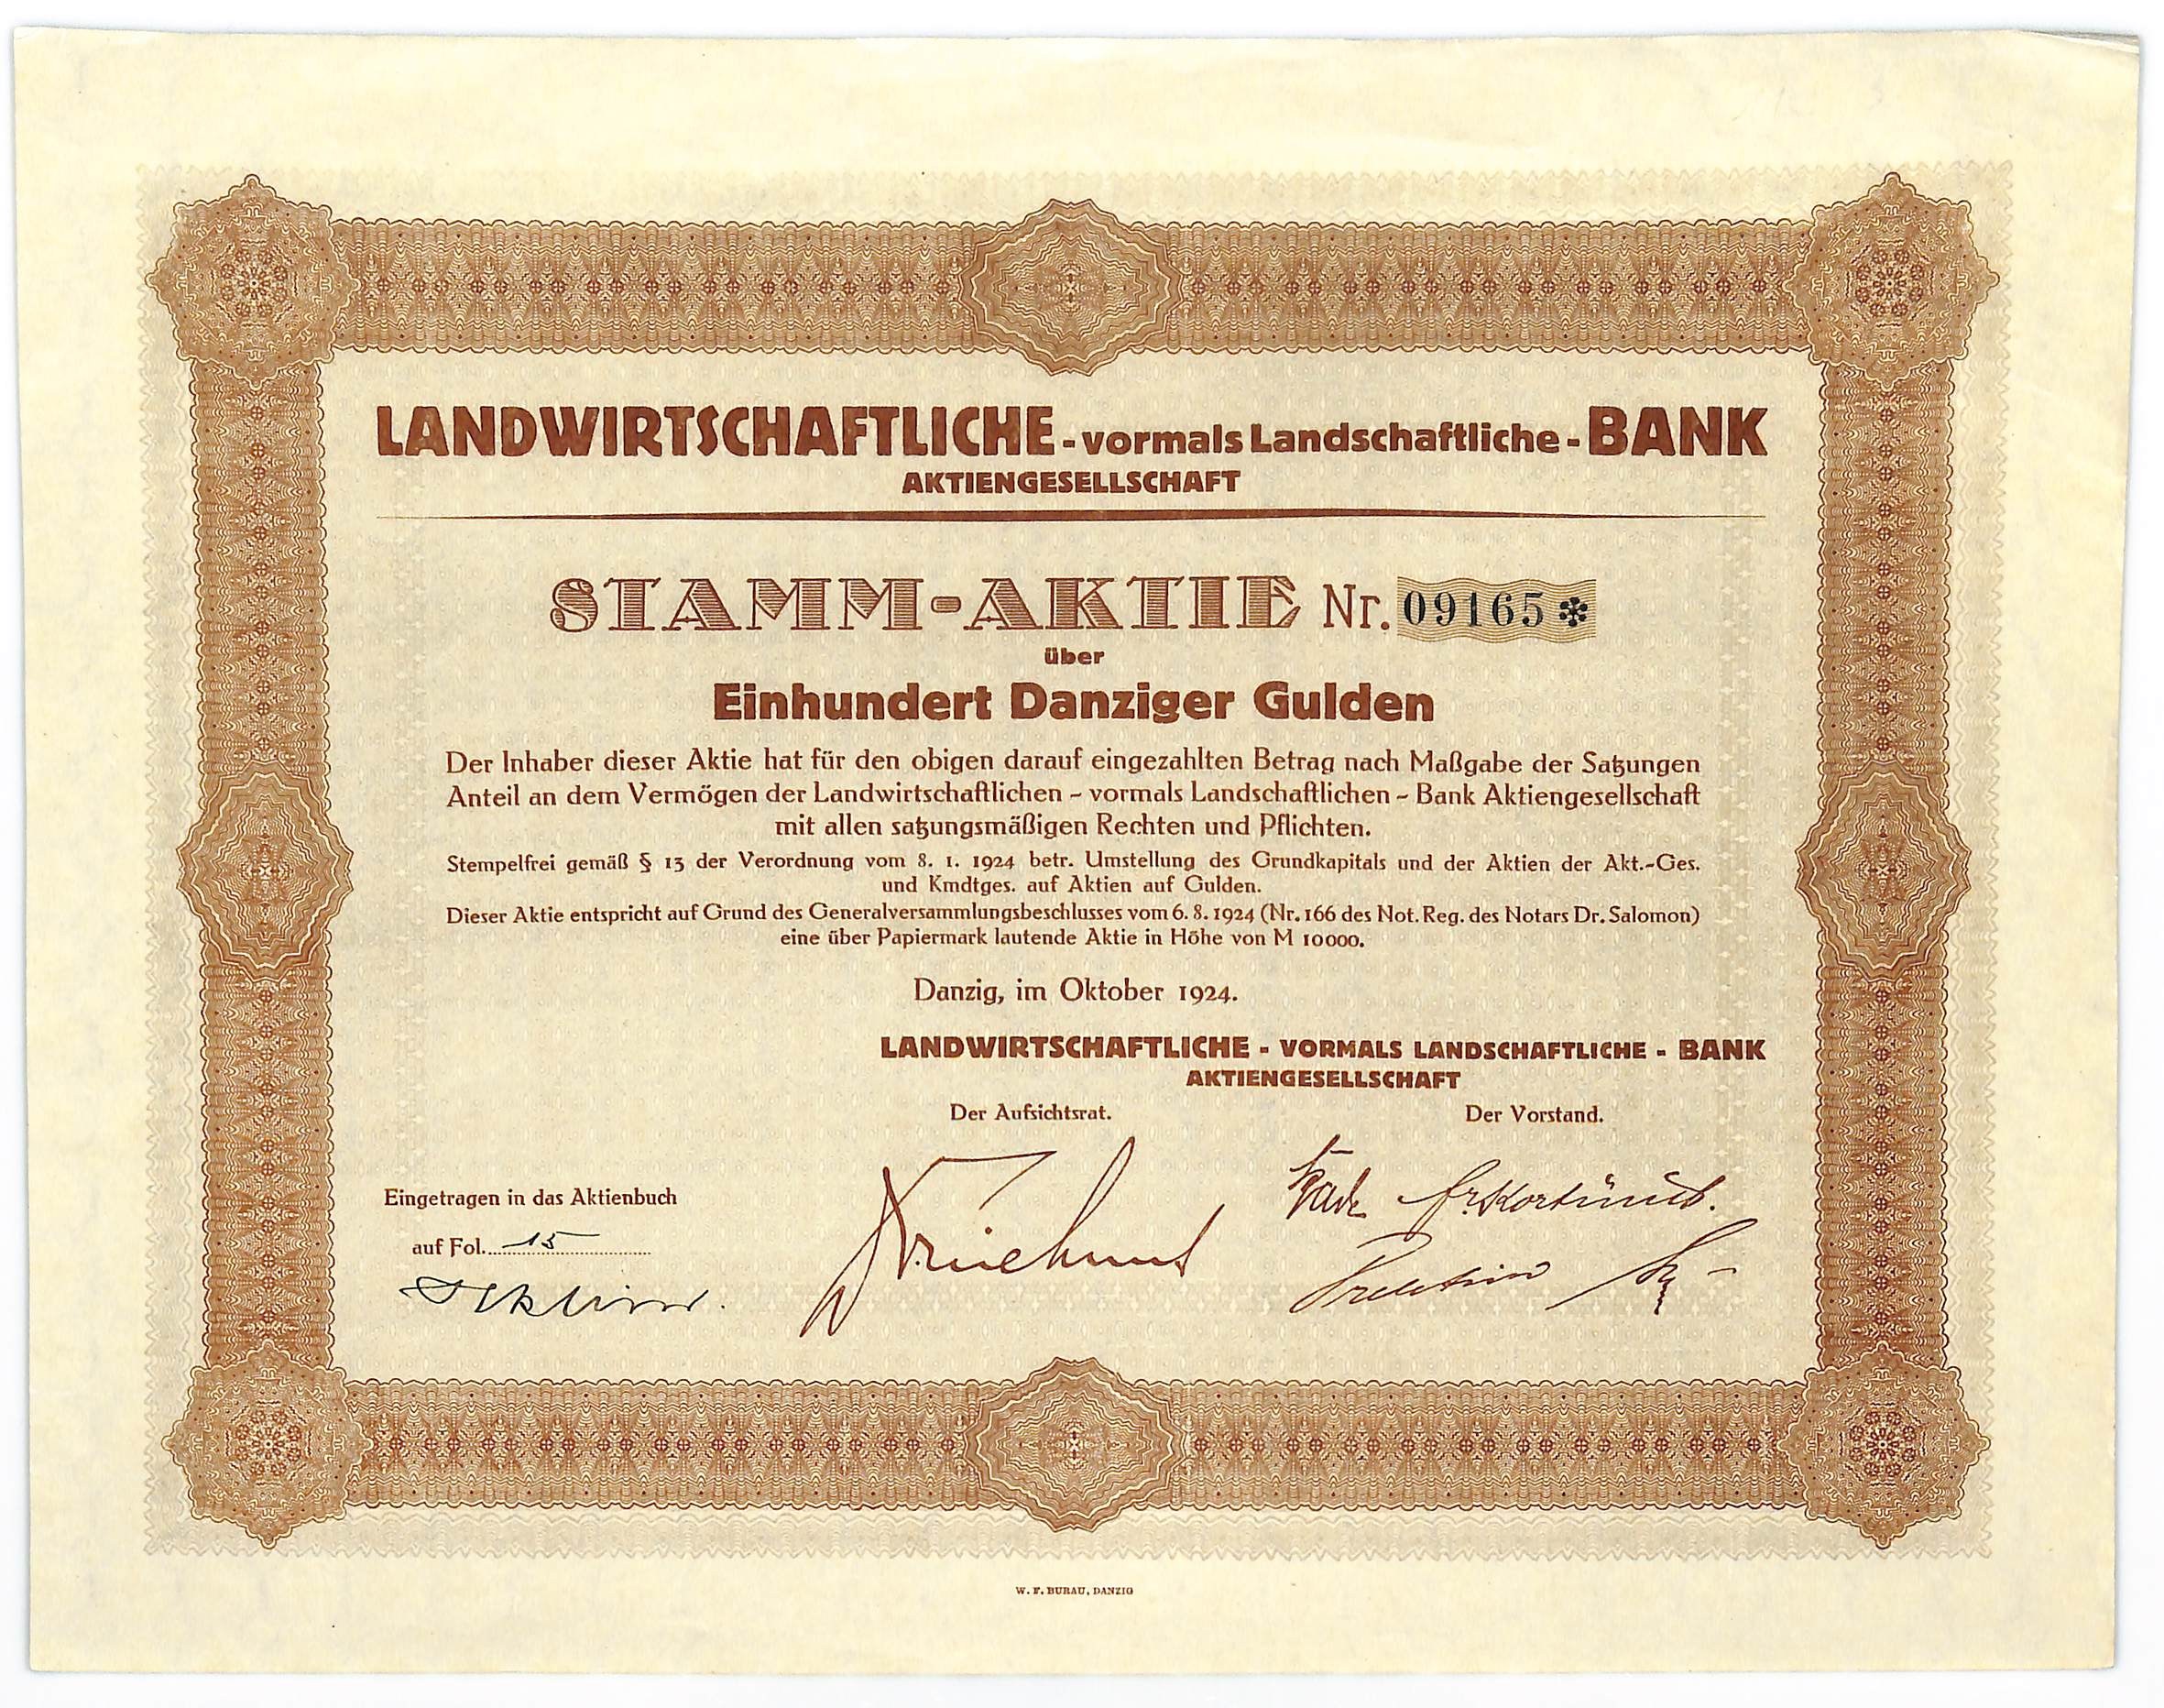 LANDWIRTSCHAFTLICHE - vormals Landschaftliche - BANK
AKTIENGESELLSCHAFT
STAMM-AKTIE Nr. 09165*
über
Einhundert Danziger Gulden
Der Inhaber dieser Aktie hat für den obigen darauf eingezahlten Betrag nach Maßgabe der Satzungen
Anteil an dem Vermögen der Landwirtschaftlichen - vormals Landschaftlichen - Bank Aktiengesellschaft
mit allen satzungsmäßigen Rechten und Pflichten.
Stempelfrei gemäß § 13 der Verordnung vom 8. 1. 1924 betr. Umstellung des Grundkapitals und der Aktien der Akt.-Ges.
und Kmdtges. auf Aktien auf Gulden.
Dieser Aktie entspricht auf Grund des Generalversammlungsbeschlusses vom 6. 8. 1924 (Nr. 166 des Not. Reg. des Notars Dr. Salomon)
eine über Papiermark lautende Aktie in Höhe von M 10000.
Danzig, im Oktober 1924.
LANDWIRTSCHAFTLICHE - VORMALS LANDSCHAFTLICHE - BANK
AKTIENGESELLSCHAFT
Der Aufsichtsrat. Der Vorstand.
Eingetragen in das Aktienbuch
auf Fol. 15
W. F. BURAU, DANZIG